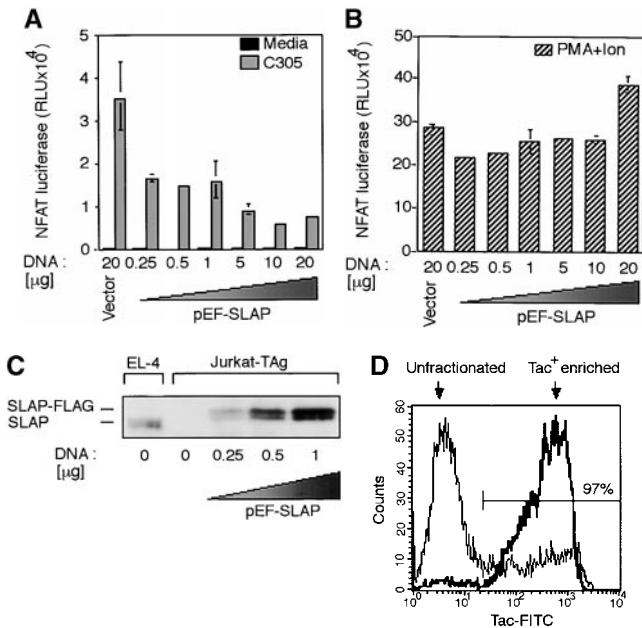 A
NFAT luciferase (RLUx10⁴)
5
4
3
2
1
0
Media
C305
DNA :
[μg]
20 0.25 0.5 1 5 10 20
Vector
pEF-SLAP
B
NFAT luciferase (RLUx10⁴)
50
40
30
20
10
0
PMA+Ion
DNA :
[μg]
20 0.25 0.5 1 5 10 20
Vector
pEF-SLAP
C
EL-4 Jurkat-TAg
SLAP-FLAG
SLAP
DNA :
[μg]
0 0 0.25 0.5 1
pEF-SLAP
D
Unfractionated Tac⁺ enriched
Counts
60
50
40
30
20
10
0
97%
10⁰ 10¹ 10² 10³ 10⁴
Tac-FITC